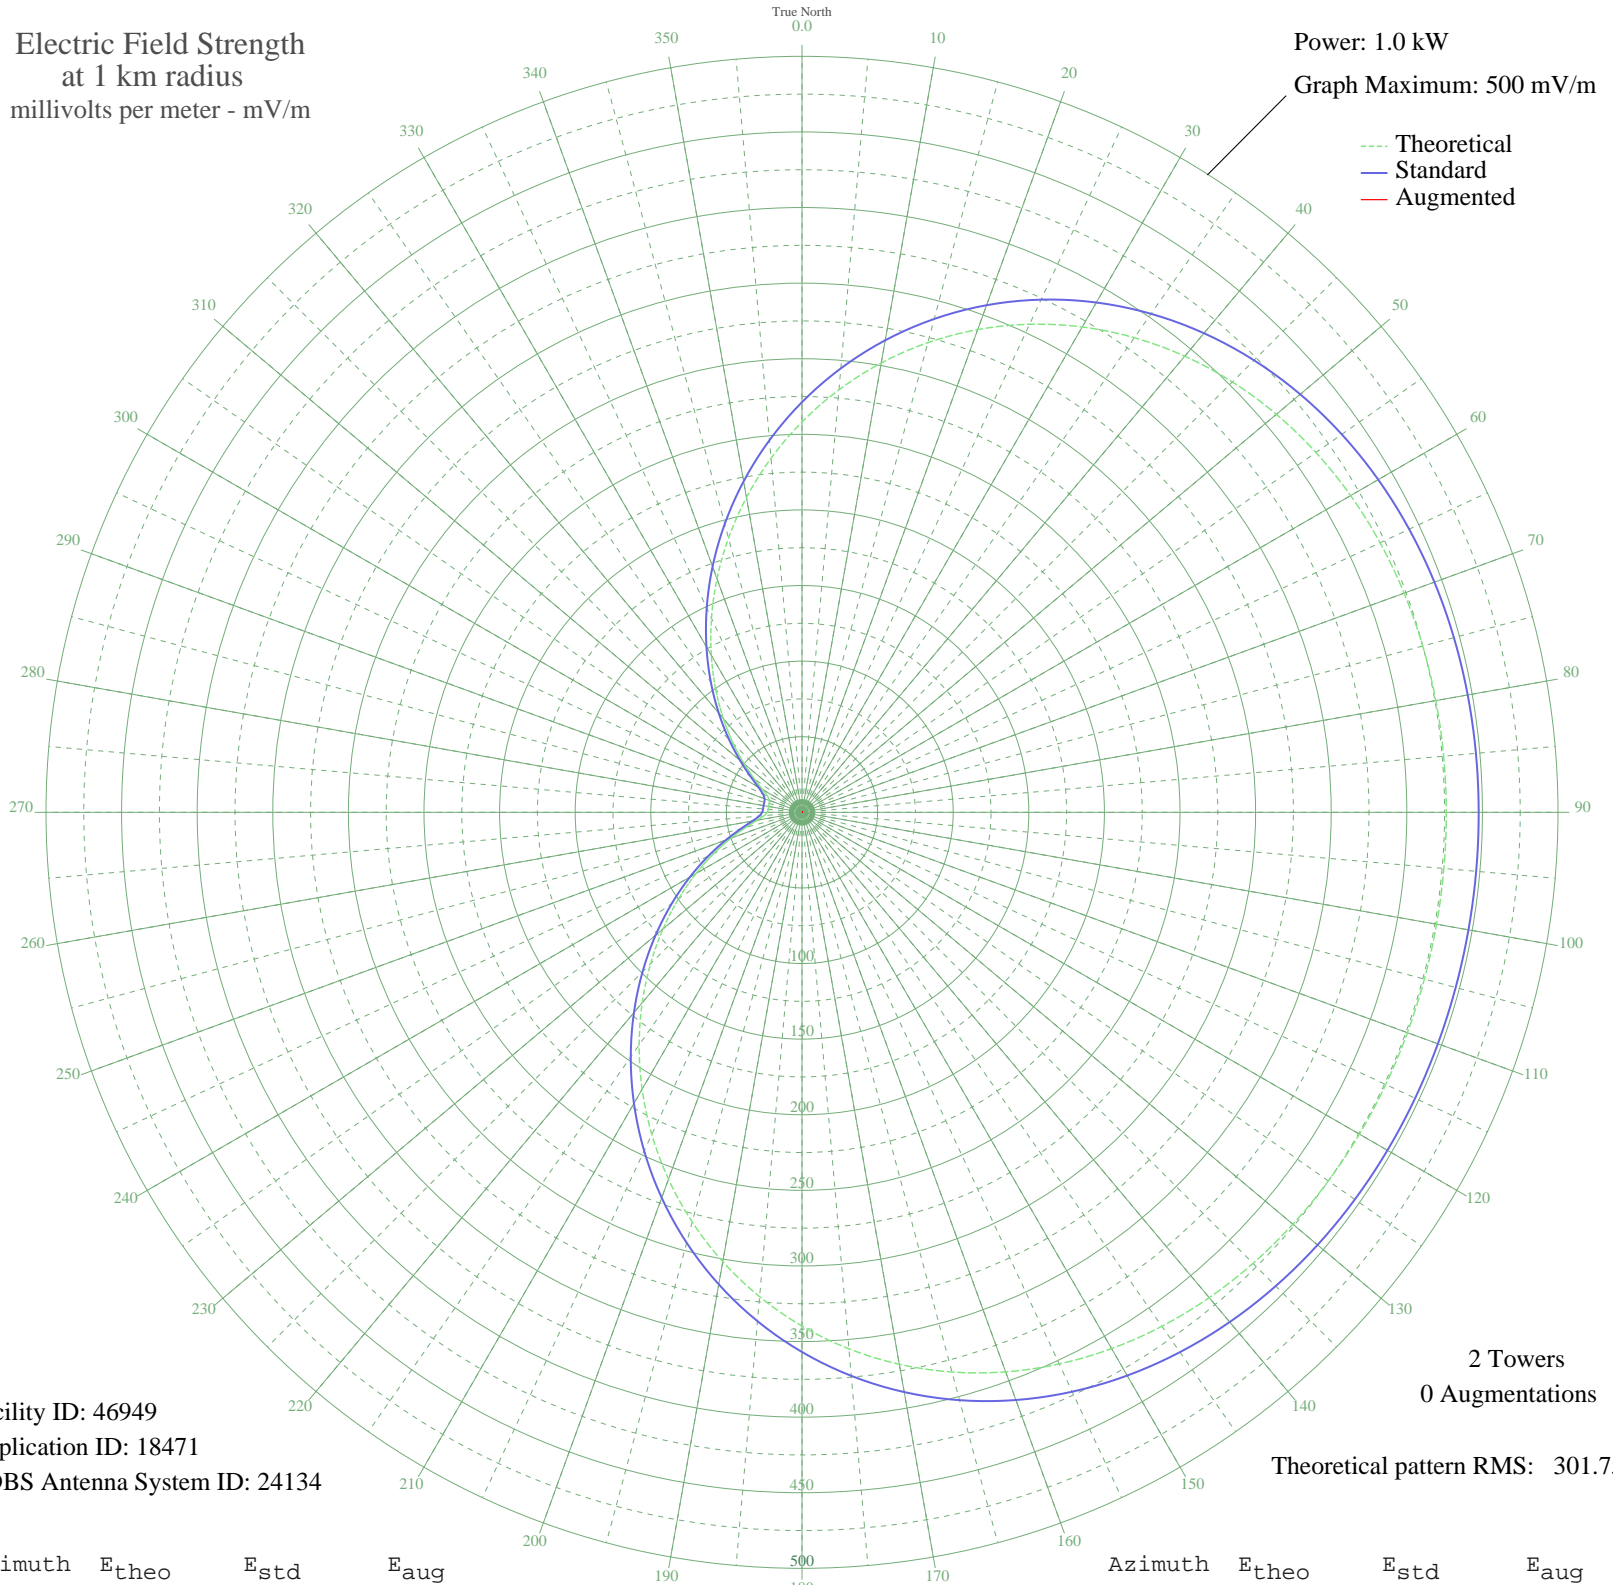 True North
Electric Field Strength
at 1 km radius
millivolts per meter - mV/m
Power: 1.0 kW
Graph Maximum: 500 mV/m
Theoretical
Standard
Augmented
0.0
10
20
30
40
50
60
70
80
90
100
110
120
130
140
150
160
170
190
200
210
220
230
240
250
260
270
280
290
300
310
320
330
340
350
100
150
200
250
300
350
400
450
500
2 Towers
0 Augmentations
Theoretical pattern RMS: 301.7
cility ID: 46949
plication ID: 18471
DBS Antenna System ID: 24134
imuth Etheo Estd Eaug
Azimuth Etheo Estd Eaug